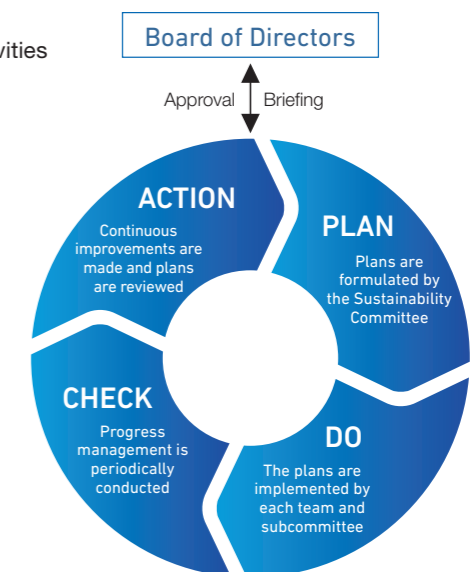 Board of Directors
Approval Briefing
ACTION
Continuous
improvements are
made and plans
are reviewed
PLAN
Plans are
formulated by
the Sustainability
Committee
DO
The plans are
implemented by
each team and
subcommittee
CHECK
Progress
management is
periodically
conducted